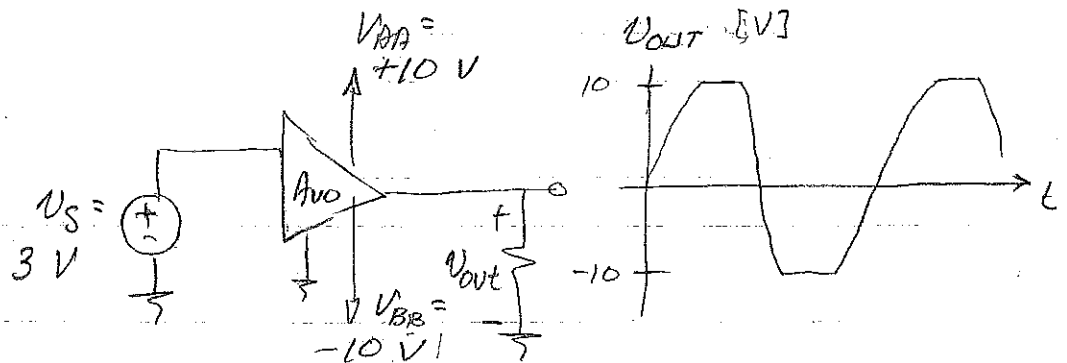 V_AA =
+10 V
v_OUT [V]
10
A_vo
v_S =
3 V
+
-
+
v_out
-
t
-10
V_BB =
-10 V